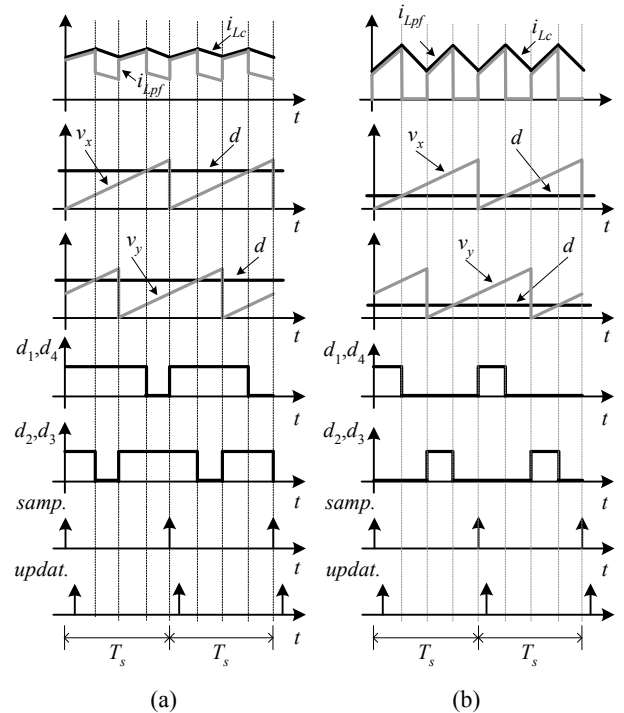 i_Lc
i_Lpf
t
v_x
d
t
v_y
d
t
d_1,d_4
t
d_2,d_3
t
samp.
t
updat.
t
T_s
T_s
(a)
i_Lpf
i_Lc
t
v_x
d
t
v_y
d
t
d_1,d_4
t
d_2,d_3
t
samp.
t
updat.
t
T_s
T_s
(b)